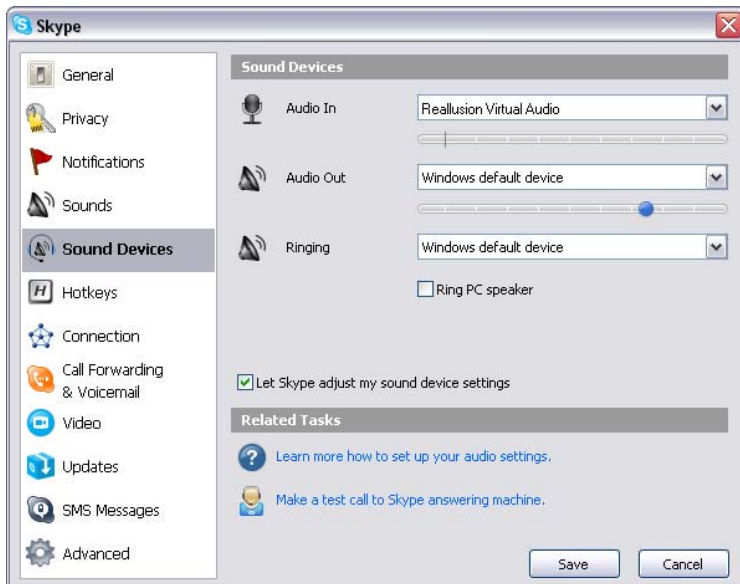 Skype
General
Privacy
Notifications
Sounds
Sound Devices
Hotkeys
Connection
Call Forwarding
& Voicemail
Video
Updates
SMS Messages
Advanced
Sound Devices
Audio In
Reallusion Virtual Audio
Audio Out
Windows default device
Ringing
Windows default device
Ring PC speaker
Let Skype adjust my sound device settings
Related Tasks
Learn more how to set up your audio settings.
Make a test call to Skype answering machine.
Save
Cancel